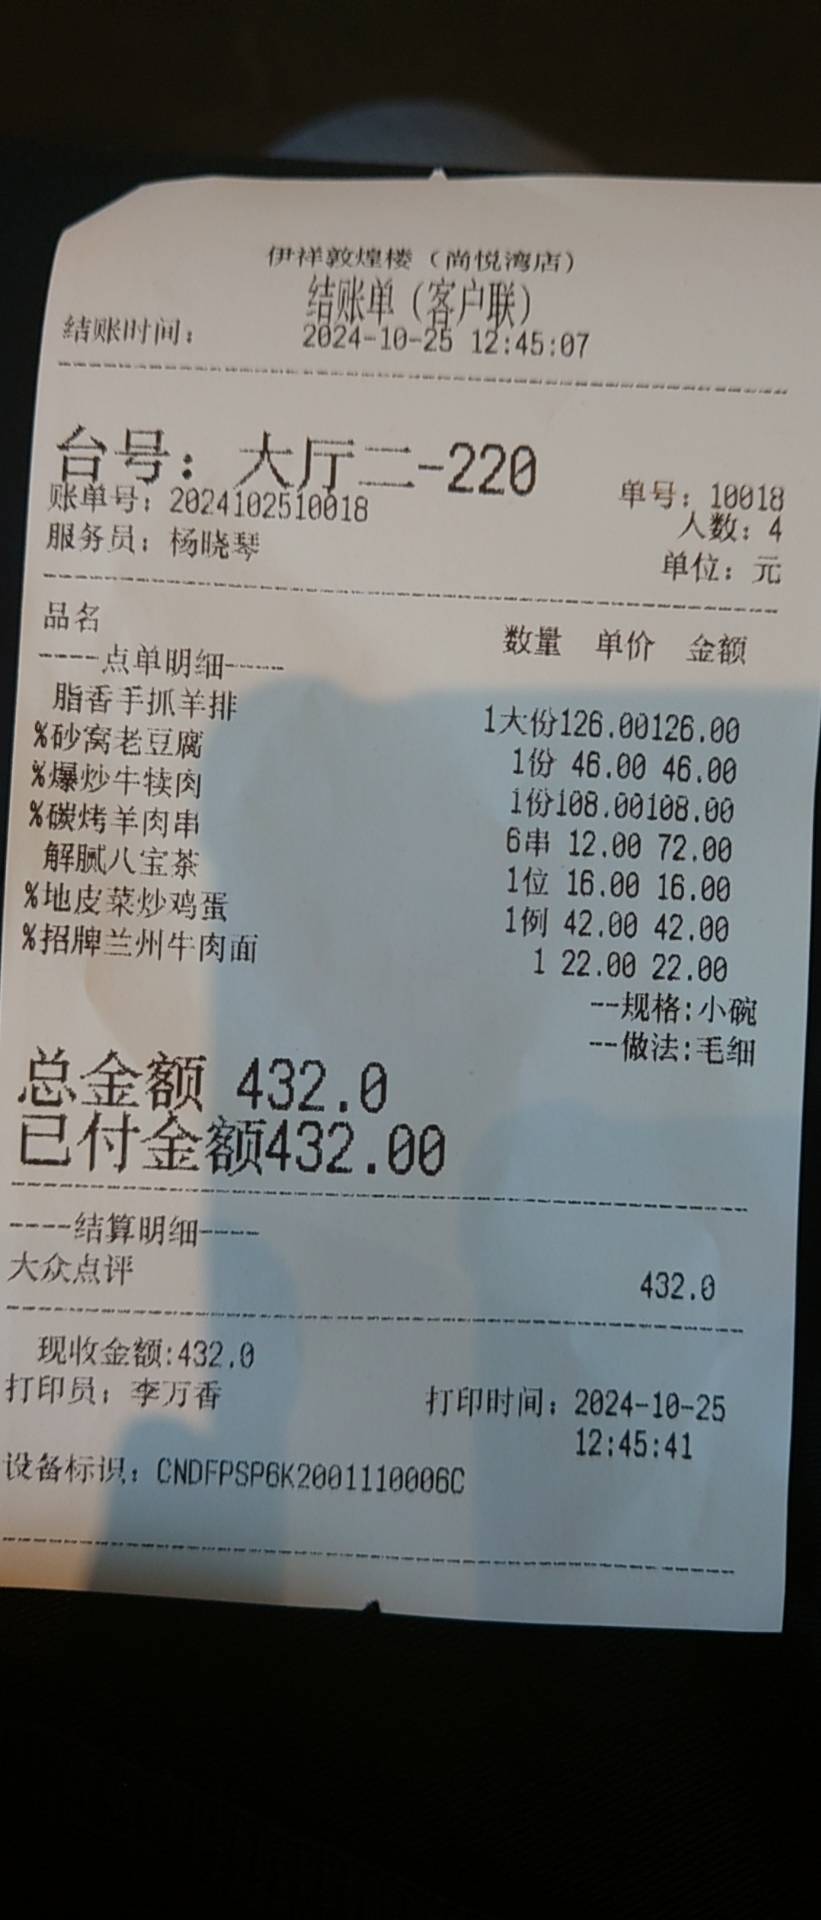 伊祥敦煌楼（尚悦湾店）
结账单（客户联）
结账时间： 2024-10-25 12:45:07
台号： 大厅二-220
账单号：2024102510018 单号：10018
人数：4
服务员：杨晓琴 单位：元
品名 数量 单价 金额
----点单明细----
脂香手抓羊排 1大份126.00126.00
%砂窝老豆腐 1份 46.00 46.00
%爆炒牛犊肉 1份108.00108.00
%碳烤羊肉串 6串 12.00 72.00
解腻八宝茶 1位 16.00 16.00
%地皮菜炒鸡蛋 1例 42.00 42.00
%招牌兰州牛肉面 1 22.00 22.00
--规格:小碗
--做法:毛细
总金额 432.0
已付金额432.00
----结算明细----
大众点评 432.0
现收金额:432.0
打印员：李万香 打印时间：2024-10-25
12:45:41
设备标识：CNDFPSP6K2001110006C